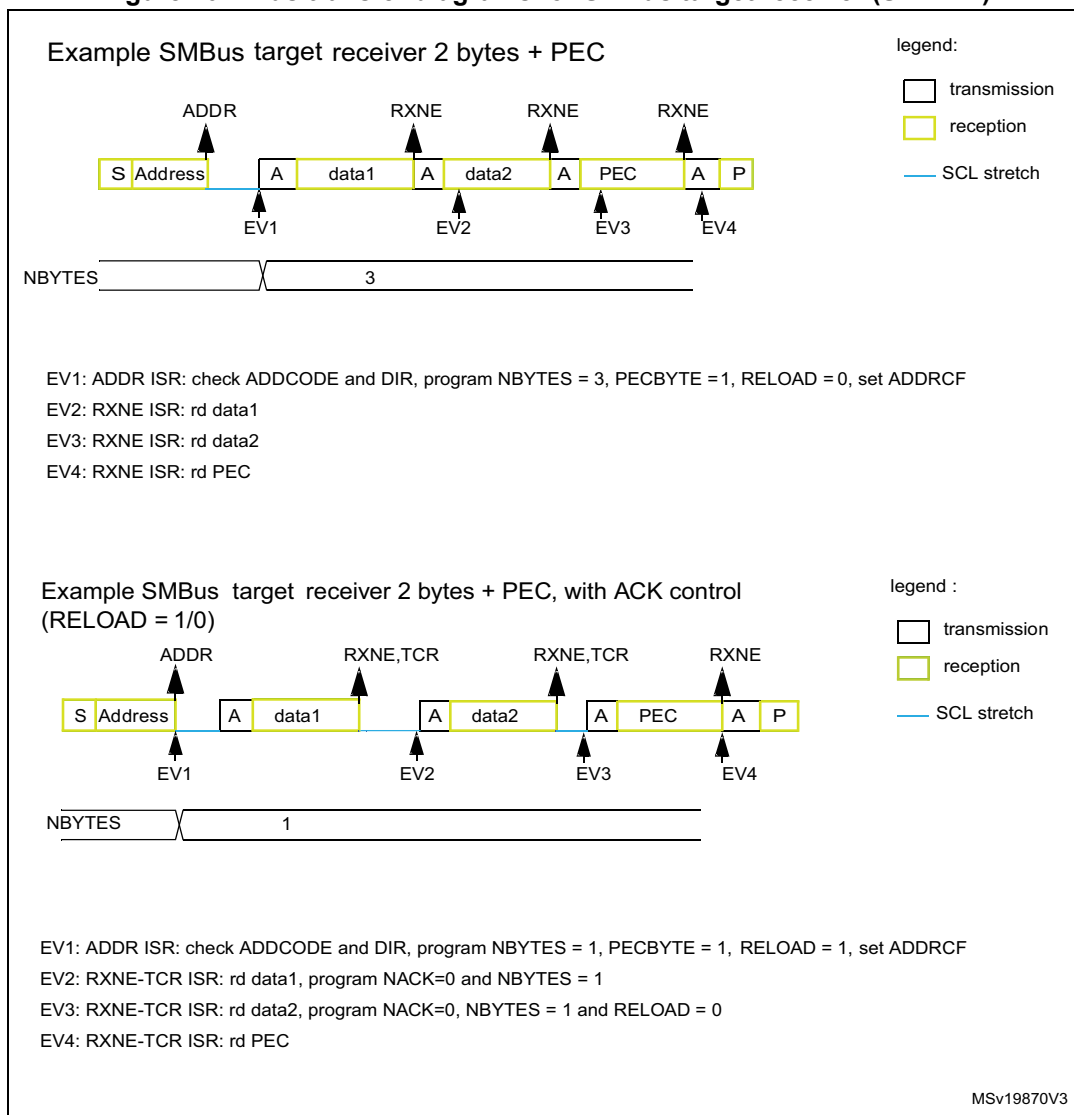 Example SMBus target receiver 2 bytes + PEC
legend:
transmission
reception
SCL stretch
ADDR RXNE RXNE RXNE
S Address A data1 A data2 A PEC A P
EV1 EV2 EV3 EV4
NBYTES 3
EV1: ADDR ISR: check ADDCODE and DIR, program NBYTES = 3, PECBYTE =1, RELOAD = 0, set ADDRCF
EV2: RXNE ISR: rd data1
EV3: RXNE ISR: rd data2
EV4: RXNE ISR: rd PEC
Example SMBus target receiver 2 bytes + PEC, with ACK control
(RELOAD = 1/0)
legend :
transmission
reception
SCL stretch
ADDR RXNE,TCR RXNE,TCR RXNE
S Address A data1 A data2 A PEC A P
EV1 EV2 EV3 EV4
NBYTES 1
EV1: ADDR ISR: check ADDCODE and DIR, program NBYTES = 1, PECBYTE = 1, RELOAD = 1, set ADDRCF
EV2: RXNE-TCR ISR: rd data1, program NACK=0 and NBYTES = 1
EV3: RXNE-TCR ISR: rd data2, program NACK=0, NBYTES = 1 and RELOAD = 0
EV4: RXNE-TCR ISR: rd PEC
MSv19870V3